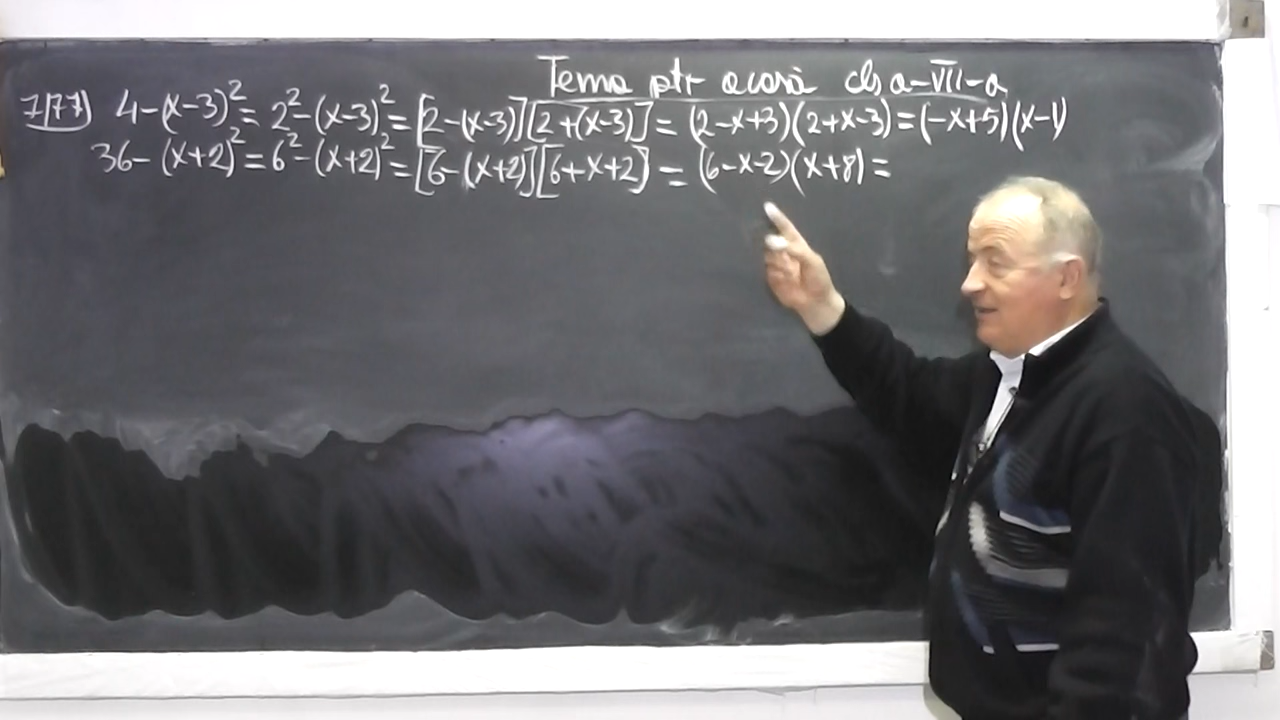 Tema ptr acasă cls a-VII-a
7/77) 4-(x-3)²= 2²-(x-3)²=[2-(x-3)][2+(x-3)]=(2-x+3)(2+x-3)=(-x+5)(x-1)
36-(x+2)²=6²-(x+2)²=[6-(x+2)][6+x+2]=(6-x-2)(x+8)=